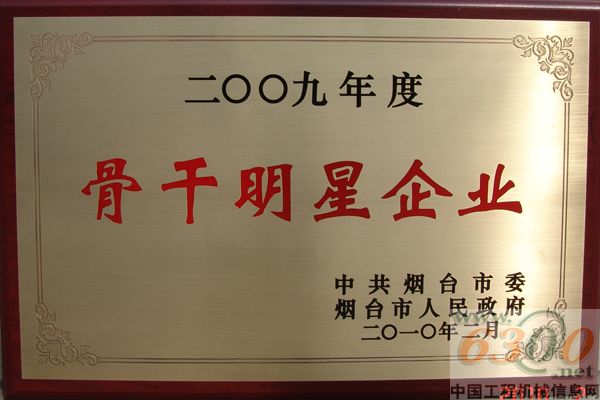 二〇〇九年度
骨干明星企业
中共烟台市委
烟台市人民政府
二〇一〇年二月
www.
6300
.net
中国工程机械信息网